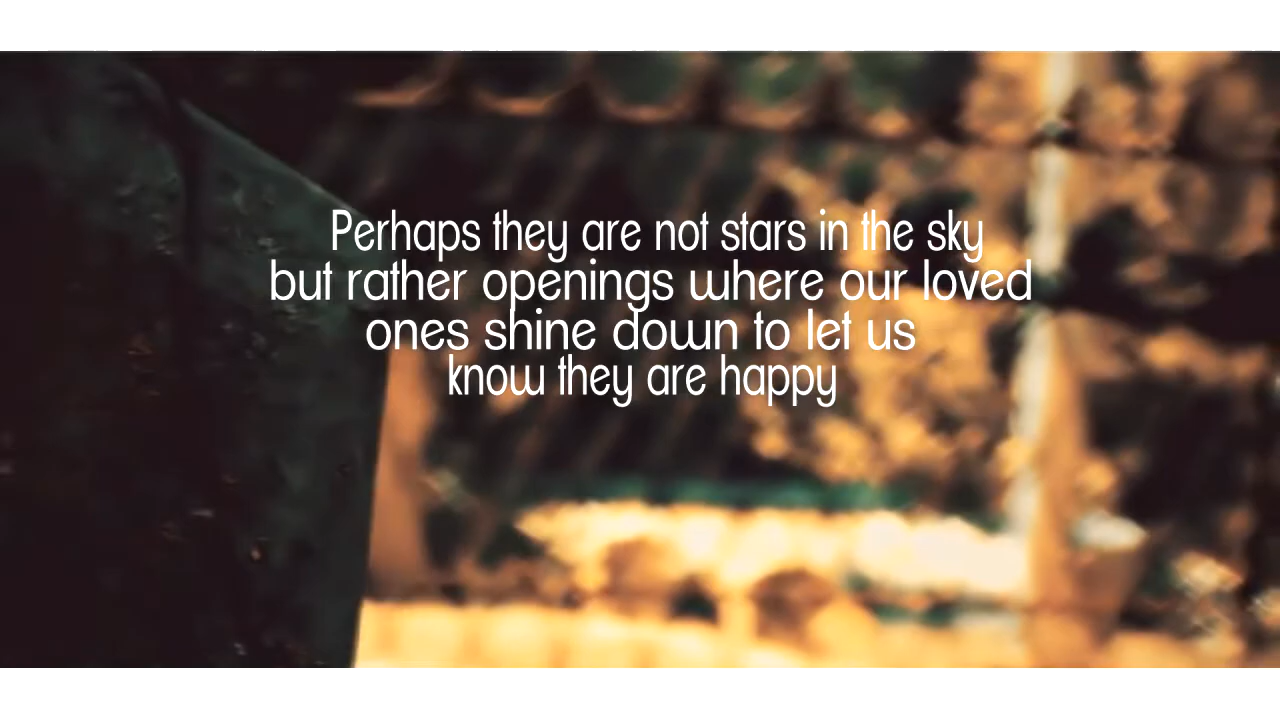 Perhaps they are not stars in the sky
but rather openings where our loved
ones shine down to let us
know they are happy